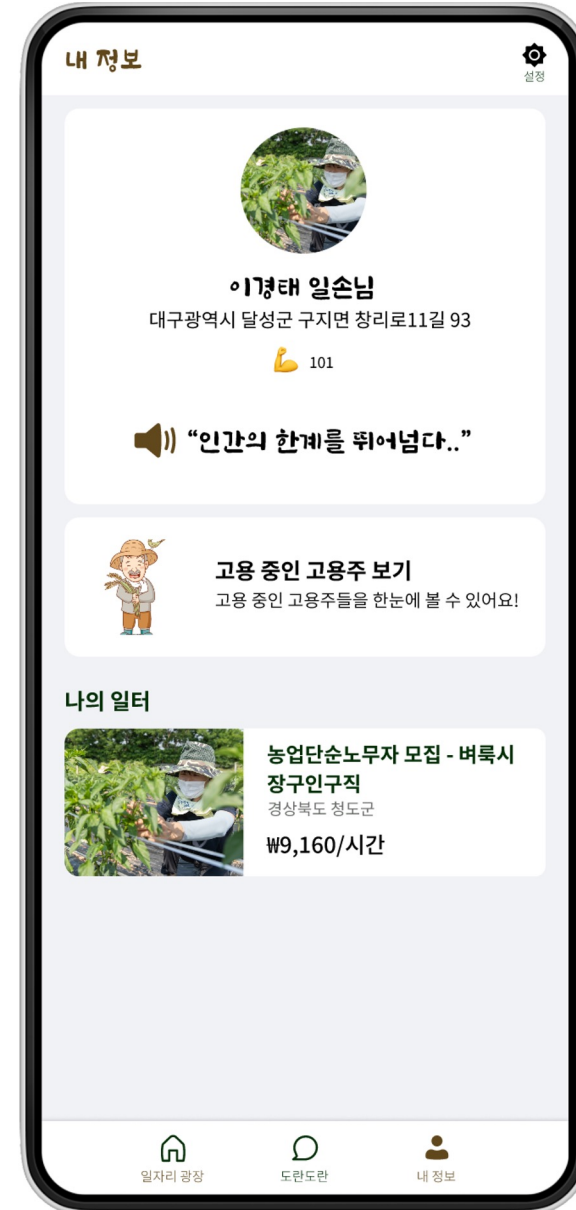 내 정보
설정
이경태 일손님
대구광역시 달성군 구지면 창리로11길 93
101
“인간의 한계를 뛰어넘다..”
고용 중인 고용주 보기
고용 중인 고용주들을 한눈에 볼 수 있어요!
나의 일터
농업단순노무자 모집 - 벼룩시
장구인구직
경상북도 청도군
₩9,160/시간
일자리 광장
도란도란
내 정보